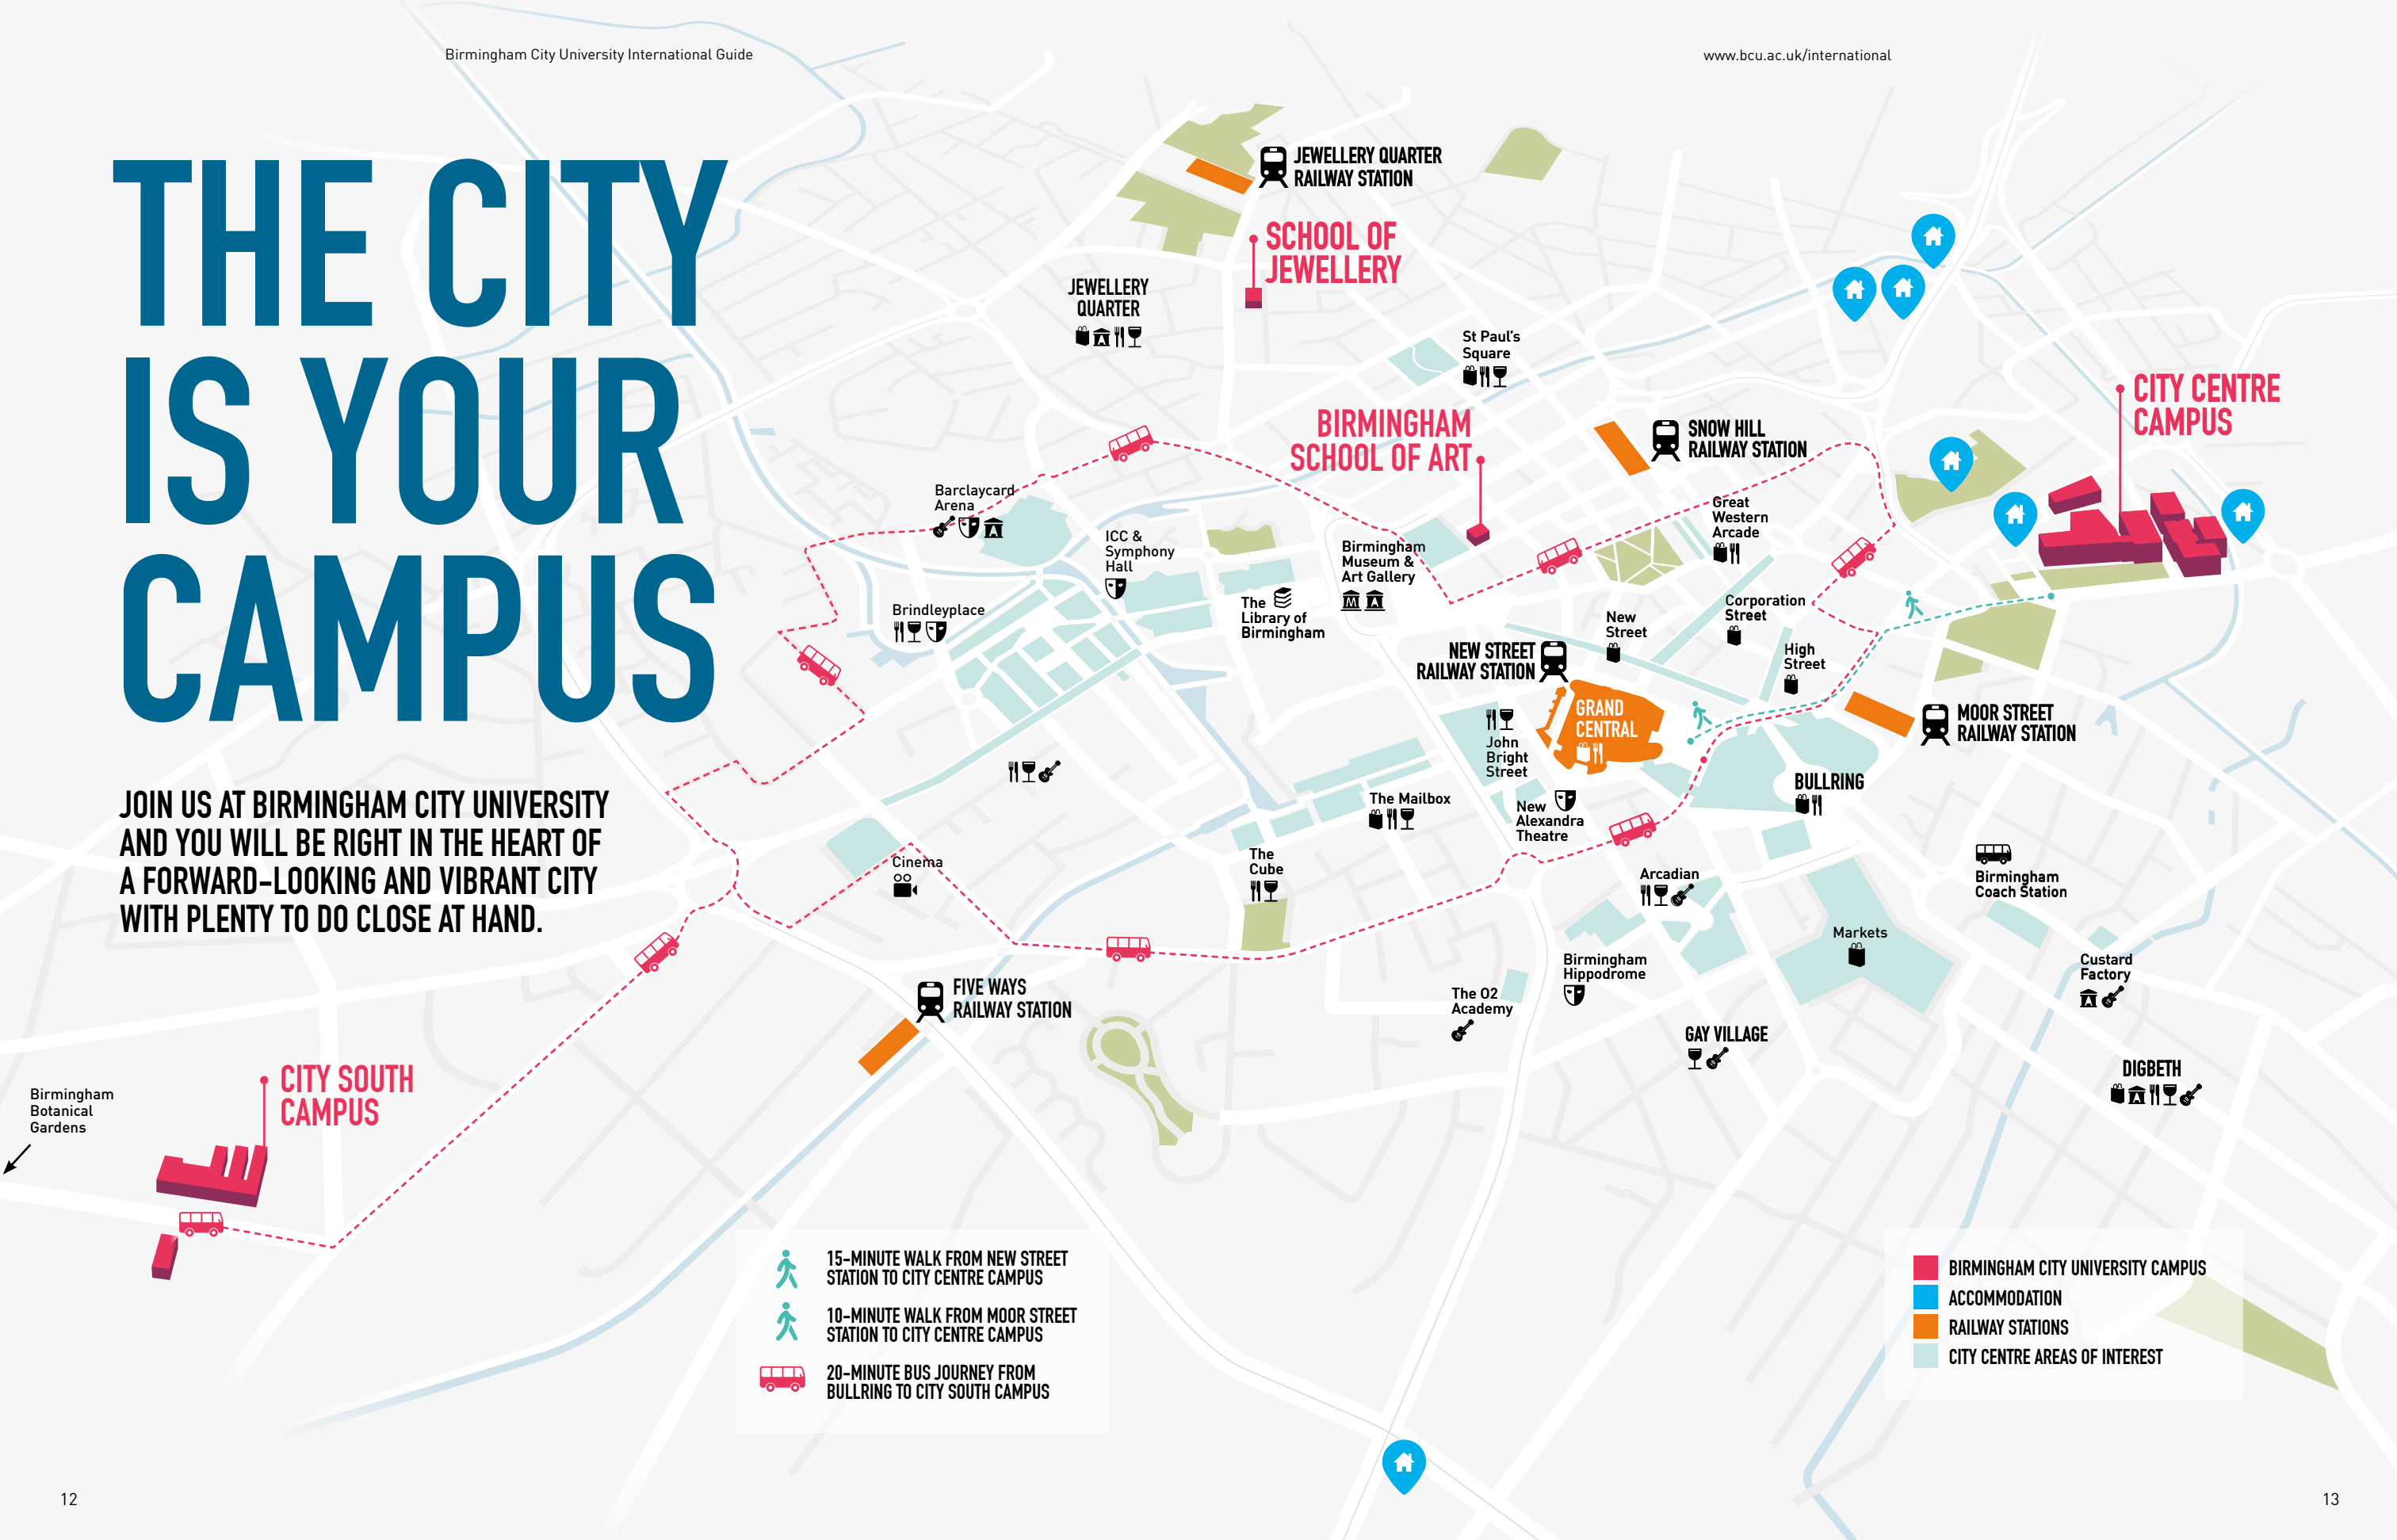 Birmingham City University International Guide
www.bcu.ac.uk/international
THE CITY
IS YOUR
CAMPUS
JOIN US AT BIRMINGHAM CITY UNIVERSITY
AND YOU WILL BE RIGHT IN THE HEART OF
A FORWARD-LOOKING AND VIBRANT CITY
WITH PLENTY TO DO CLOSE AT HAND.
JEWELLERY QUARTER
RAILWAY STATION
SCHOOL OF
JEWELLERY
JEWELLERY
QUARTER
St Paul's
Square
CITY CENTRE
CAMPUS
BIRMINGHAM
SCHOOL OF ART
SNOW HILL
RAILWAY STATION
Barclaycard
Arena
ICC &
Symphony
Hall
Birmingham
Museum &
Art Gallery
Great
Western
Arcade
Brindleyplace
The
Library of
Birmingham
New
Street
Corporation
Street
High
Street
NEW STREET
RAILWAY STATION
GRAND
CENTRAL
MOOR STREET
RAILWAY STATION
John
Bright
Street
BULLRING
The Mailbox
New
Alexandra
Theatre
Cinema
The
Cube
Arcadian
Birmingham
Coach Station
Markets
Birmingham
Hippodrome
Custard
Factory
FIVE WAYS
RAILWAY STATION
The O2
Academy
GAY VILLAGE
DIGBETH
CITY SOUTH
CAMPUS
Birmingham
Botanical
Gardens
15-MINUTE WALK FROM NEW STREET
STATION TO CITY CENTRE CAMPUS
10-MINUTE WALK FROM MOOR STREET
STATION TO CITY CENTRE CAMPUS
20-MINUTE BUS JOURNEY FROM
BULLRING TO CITY SOUTH CAMPUS
BIRMINGHAM CITY UNIVERSITY CAMPUS
ACCOMMODATION
RAILWAY STATIONS
CITY CENTRE AREAS OF INTEREST
12
13